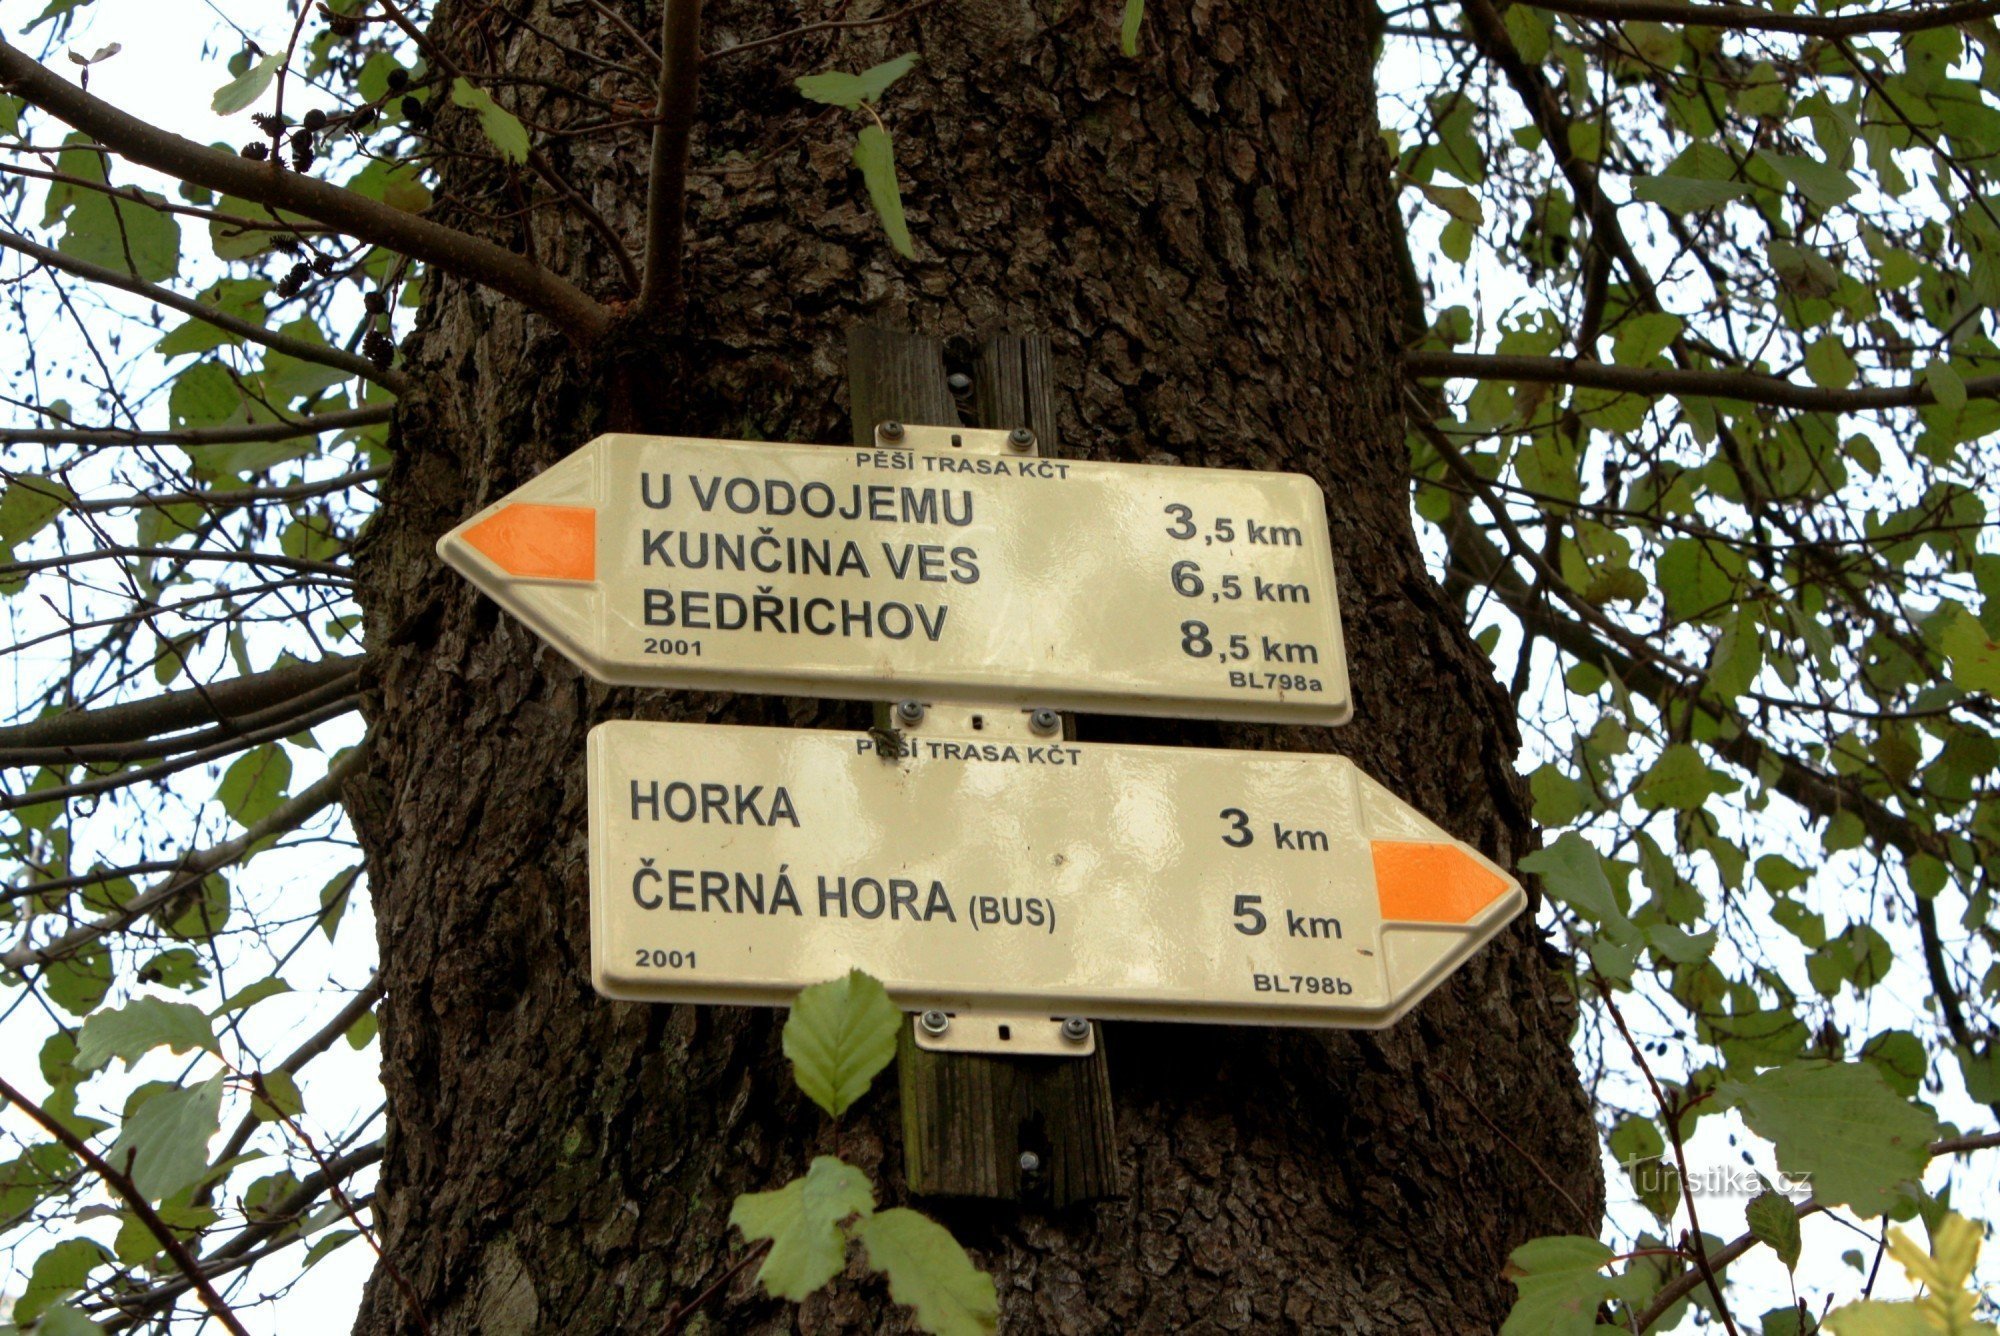 PĚŠÍ TRASA KČT
U VODOJEMU 3,5 km
KUNČINA VES 6,5 km
BEDŘICHOV 8,5 km
2001 BL798a
PĚŠÍ TRASA KČT
HORKA 3 km
ČERNÁ HORA (BUS) 5 km
2001 BL798b
Turistika.cz